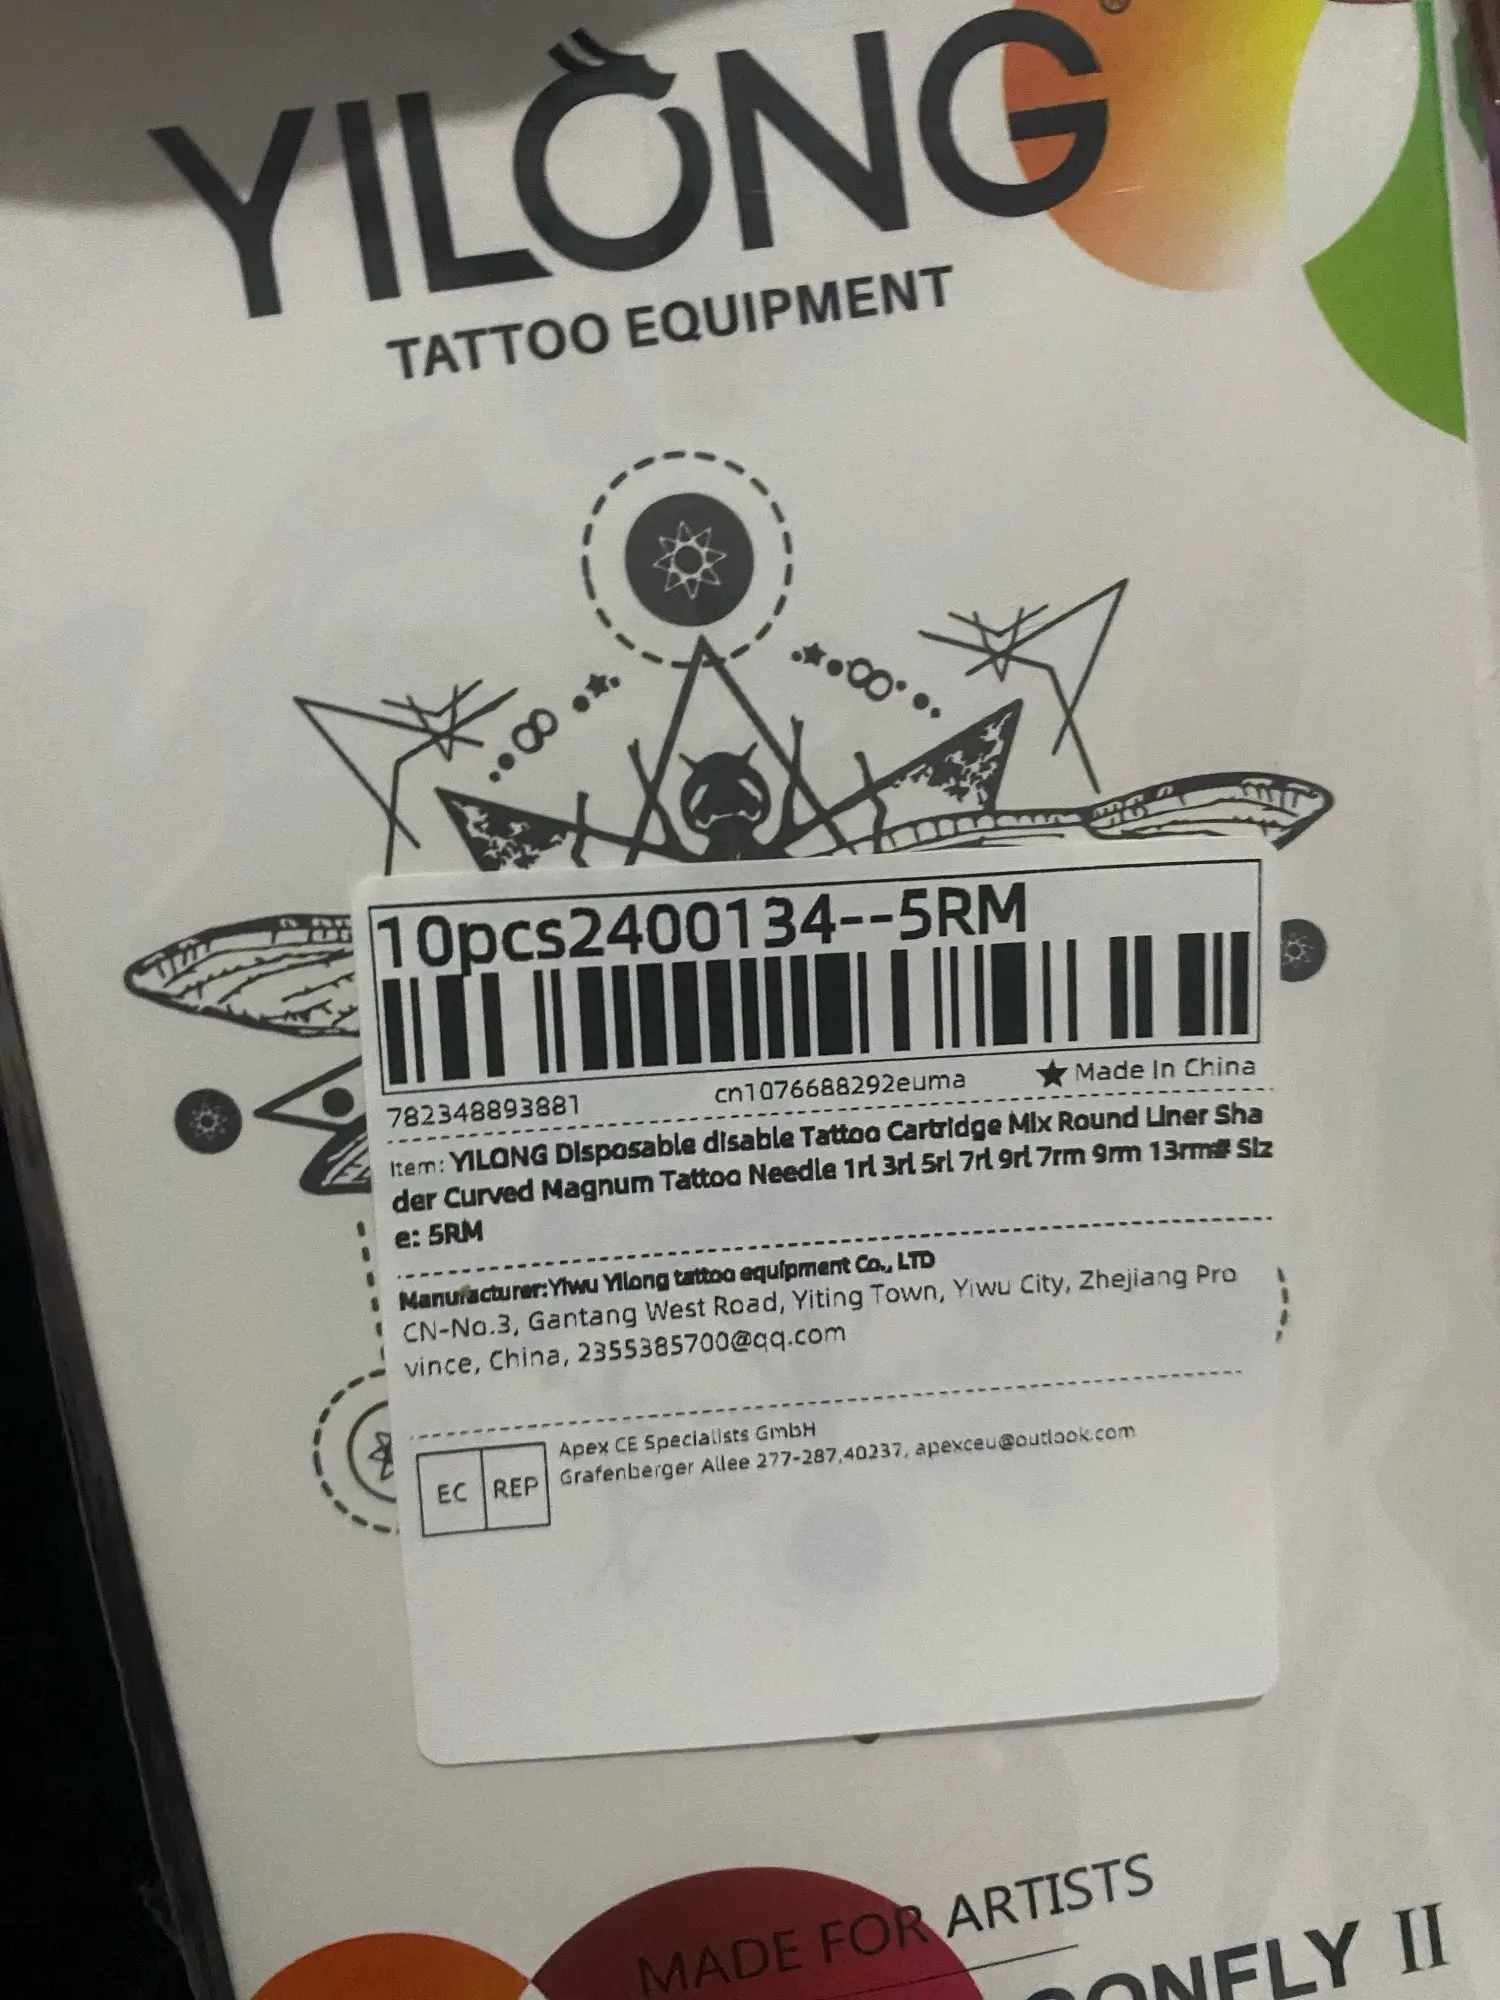 YILONG
TATTOO EQUIPMENT
10pcs2400134--5RM
782348893881
cn1076688292euma
★Made In China
Item: YILONG Disposable disable Tattoo Cartridge Mix Round Liner Sha
der Curved Magnum Tattoo Needle 1rl 3rl 5rl 7rl 9rl 7rm 9rm 13rm# Siz
e: 5RM
Manufacturer:Yiwu Yilong tattoo equipment Co., LTD
CN-No.3, Gantang West Road, Yiting Town, Yiwu City, Zhejiang Pro
vince, China, 2355385700@qq.com
EC REP
Apex CE Specialists GmbH
Grafenberger Allee 277-287,40237, apexceu@outlook.com
MADE FOR ARTISTS
ONFLY II